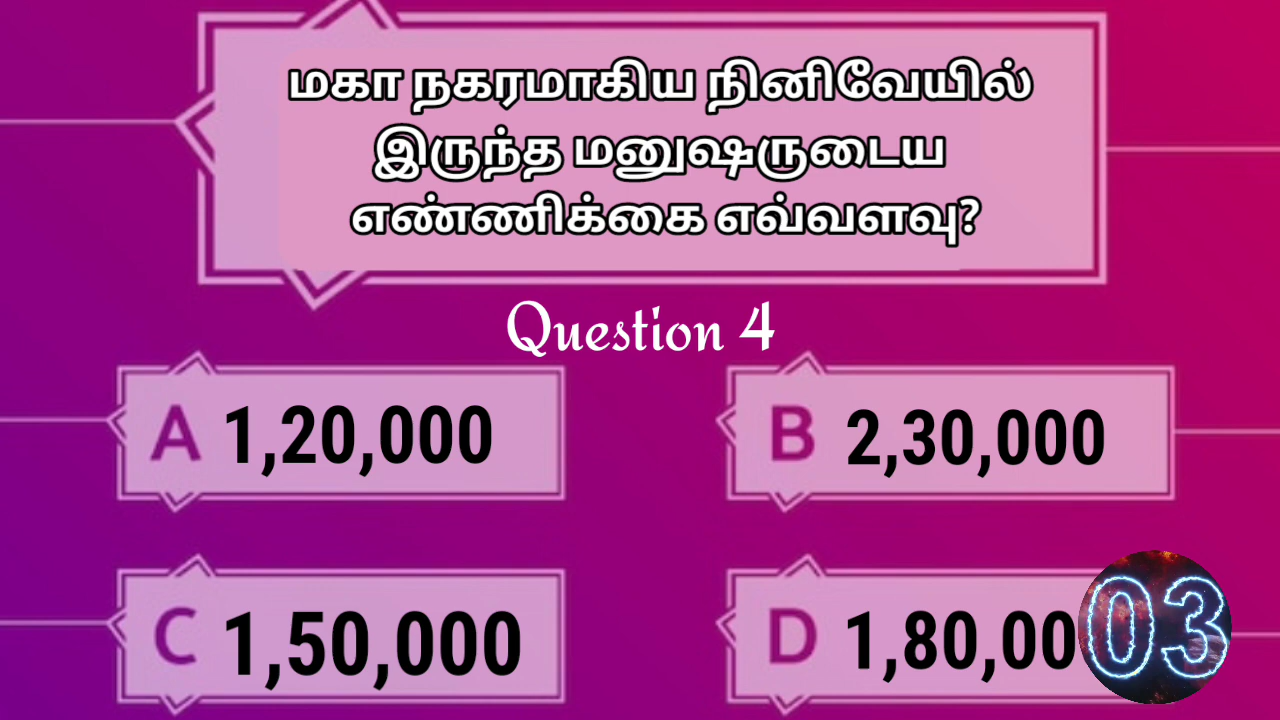 மகா நகரமாகிய நினிவேயில்
இருந்த மனுஷருடைய
எண்ணிக்கை எவ்வளவு?
Question 4
A 1,20,000
B 2,30,000
C 1,50,000
D 1,80,00
03